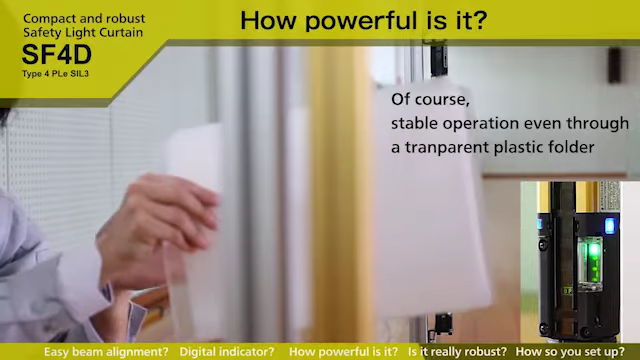 Compact and robust
Safety Light Curtain
SF4D
Type 4 PLe SIL3
How powerful is it?
Of course,
stable operation even through
a tranparent plastic folder
Easy beam alignment? Digital indicator? How powerful is it? Is it really robust? How so you set up?